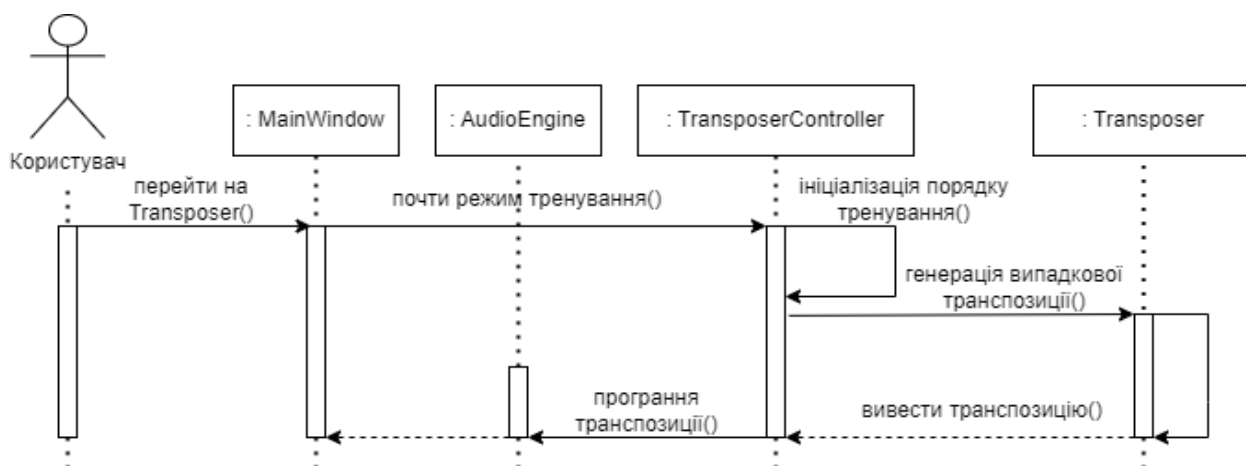 : MainWindow
: AudioEngine
: TransposerController
: Transposer
Користувач
перейти на
Transposer()
почти режим тренування()
ініціалізація порядку
тренування()
генерація випадкової
транспозиції()
програння
транспозиції()
вивести транспозицію()